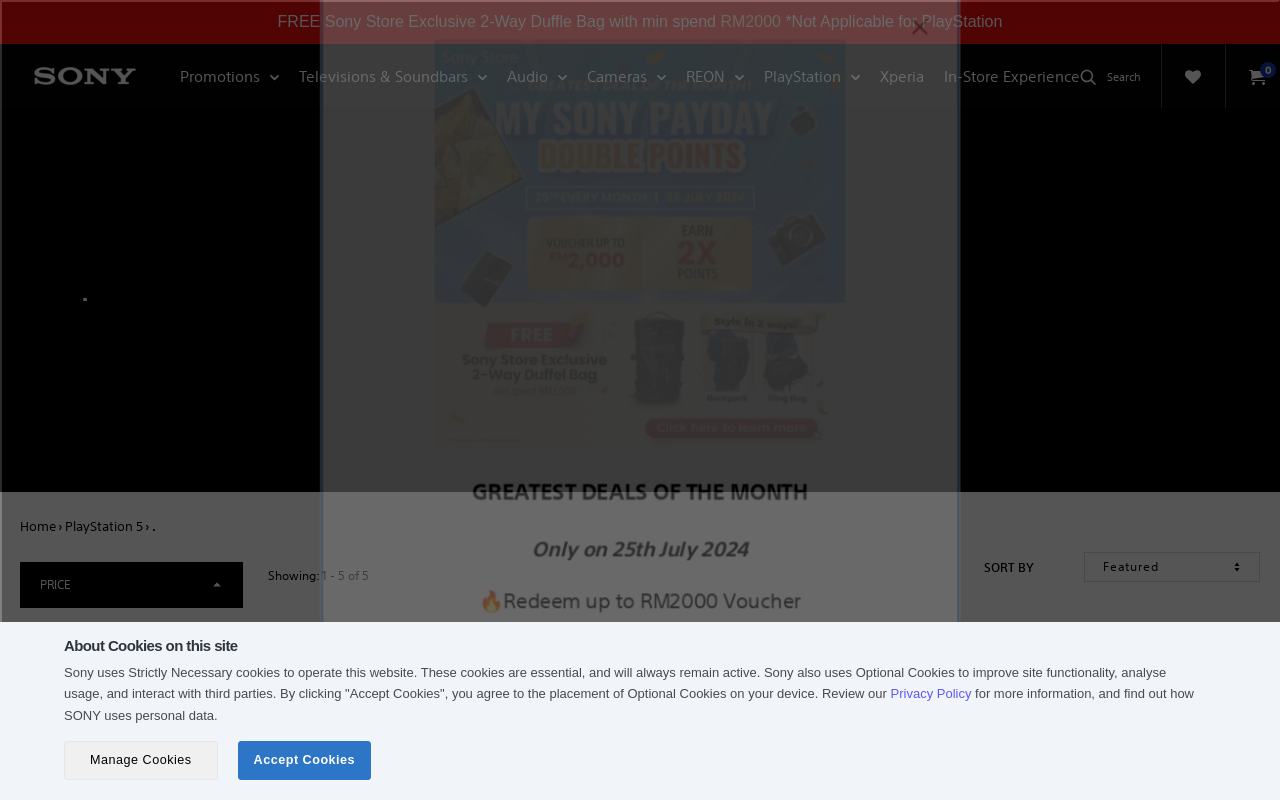 FREE Sony Store Exclusive 2-Way Duffle Bag with min spend RM2000 *Not Applicable for PlayStation
SONY
Promotions
Televisions & Soundbars
Audio
Cameras
REON
PlayStation
Xperia
In-Store Experience
Search
0
Sony Store
GREATEST DEALS OF THE MONTH!
MY SONY PAYDAY
DOUBLE POINTS
25TH EVERY MONTH | 25 JULY 2024
VOUCHER UP TO
RM2,000
EARN
2X
POINTS
FREE
Sony Store Exclusive
2-Way Duffel Bag
Style in 2 ways!
Backpack
Sling Bag
Click here to learn more
GREATEST DEALS OF THE MONTH
Only on 25th July 2024
🔥Redeem up to RM2000 Voucher
Home › PlayStation 5 › .
PRICE
Showing: 1 - 5 of 5
SORT BY
Featured
About Cookies on this site
Sony uses Strictly Necessary cookies to operate this website. These cookies are essential, and will always remain active. Sony also uses Optional Cookies to improve site functionality, analyse
usage, and interact with third parties. By clicking "Accept Cookies", you agree to the placement of Optional Cookies on your device. Review our Privacy Policy for more information, and find out how
SONY uses personal data.
Manage Cookies
Accept Cookies